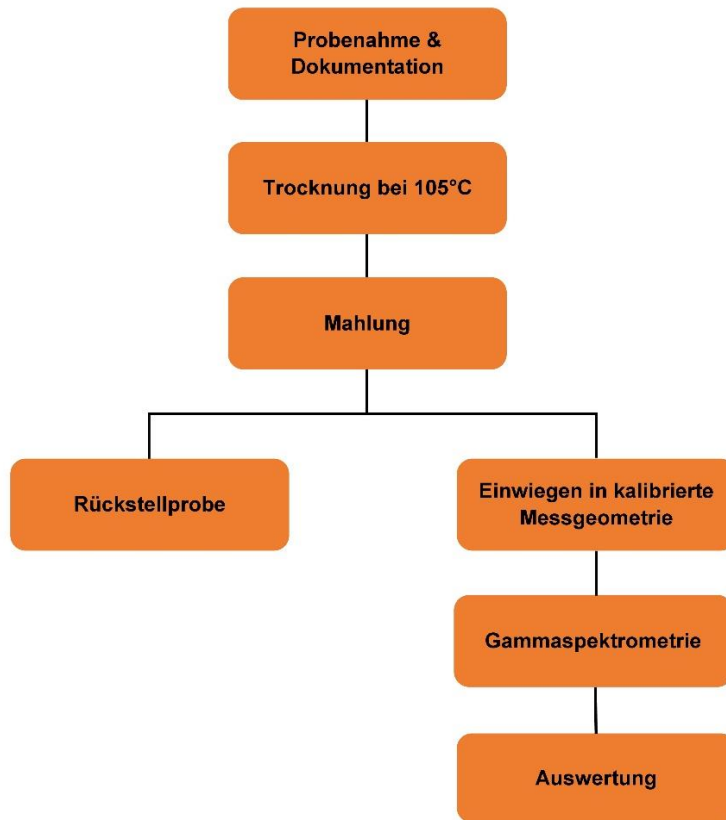 Probenahme &
Dokumentation
Trocknung bei 105°C
Mahlung
Rückstellprobe
Einwiegen in kalibrierte
Messgeometrie
Gammaspektrometrie
Auswertung